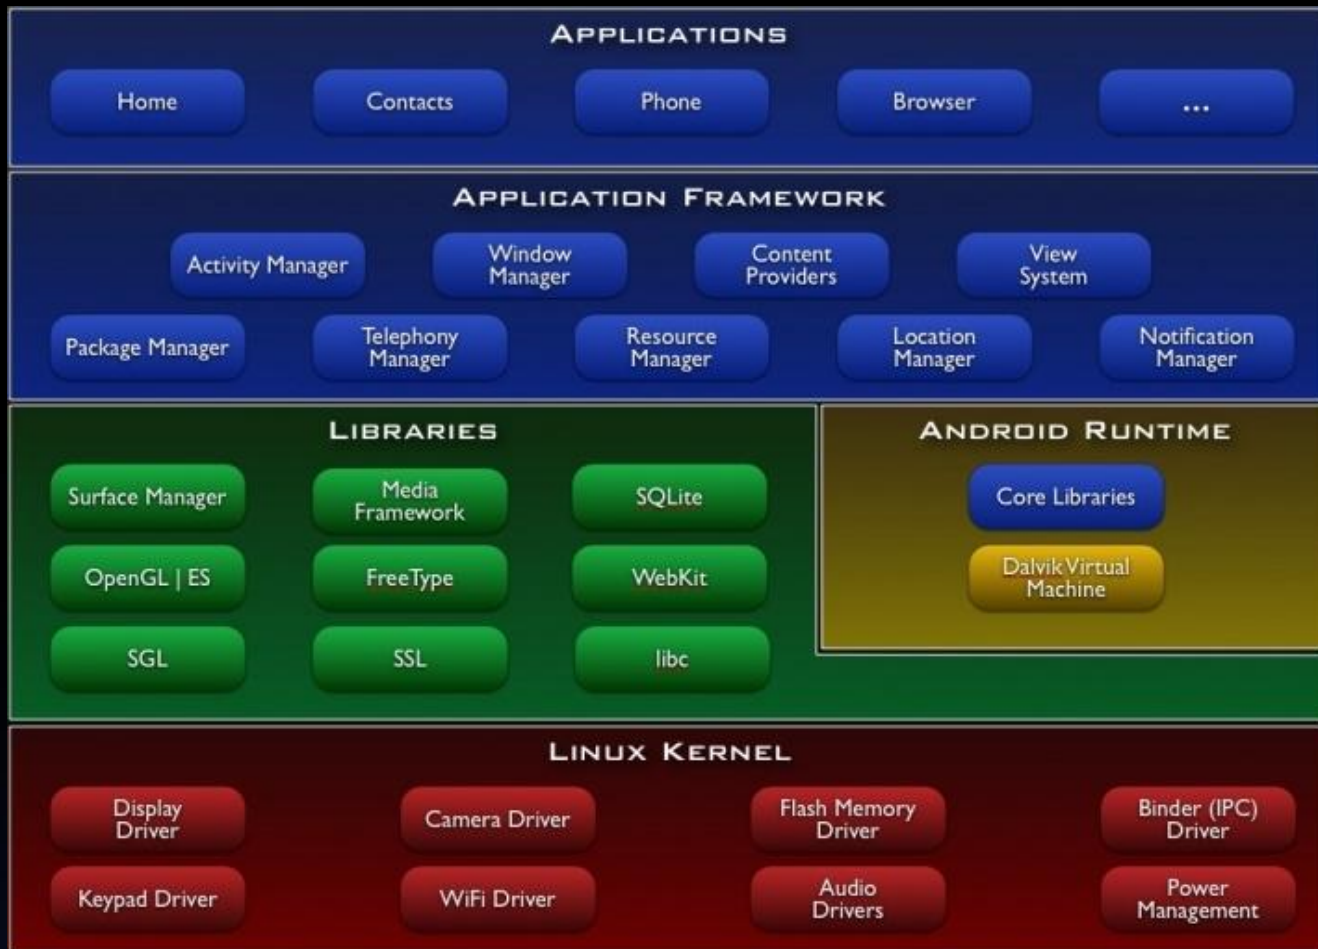 APPLICATIONS
Home
Contacts
Phone
Browser
...
APPLICATION FRAMEWORK
Activity Manager
Window
Manager
Content
Providers
View
System
Package Manager
Telephony
Manager
Resource
Manager
Location
Manager
Notification
Manager
LIBRARIES
Surface Manager
Media
Framework
SQLite
OpenGL | ES
FreeType
WebKit
SGL
SSL
libc
ANDROID RUNTIME
Core Libraries
Dalvik Virtual
Machine
LINUX KERNEL
Display
Driver
Camera Driver
Flash Memory
Driver
Binder (IPC)
Driver
Keypad Driver
WiFi Driver
Audio
Drivers
Power
Management